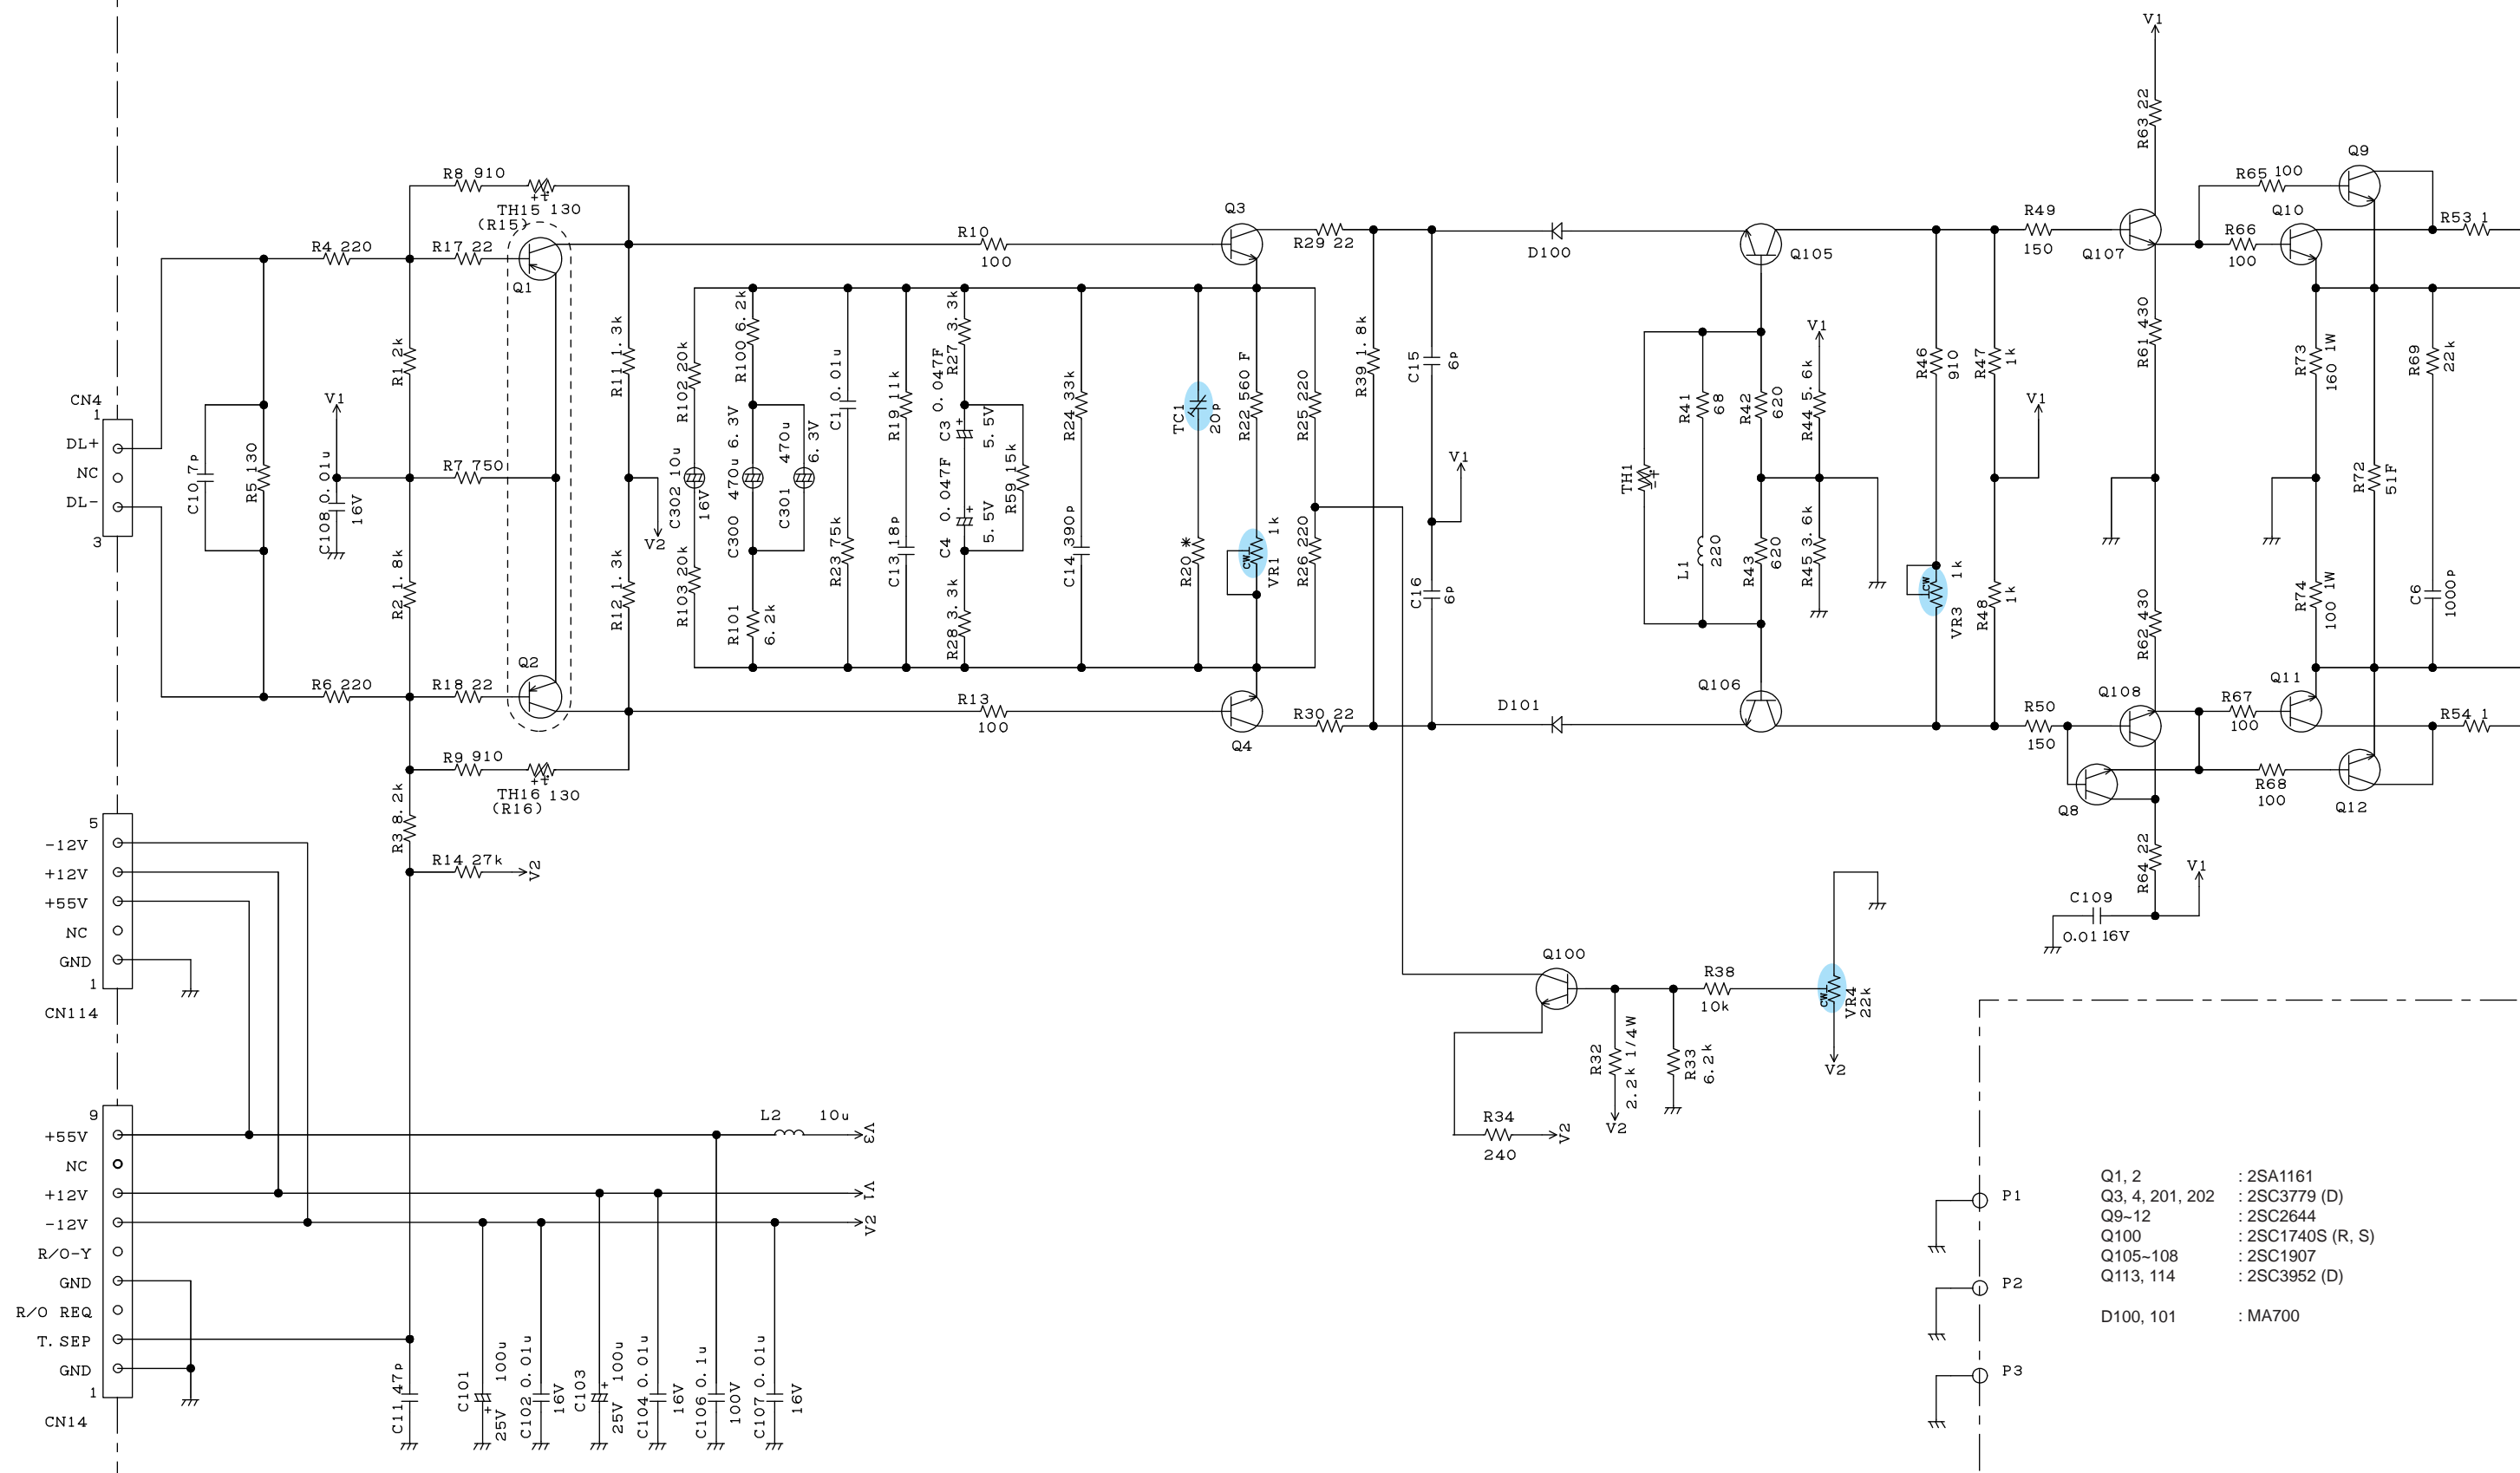 V1
R63 22
R8 910
TH15 130
(R15)
Q3
Q9
R65 100
Q10
R53 1
R4 220
R17 22
Q1
R10
100
R29 22
D100
Q105
R49
150
Q107
R66
100
R1 2k
R11 1.3k
R102 20k
R100 6.2k
C1 0.01u
R19 11k
R27 3.3k
C3 0.047F
5.5V
R24 33k
TC1
20p
R22 560 F
R25 220
R39 1.8k
C15
6p
R41
68
R42
620
V1
R44 5.6k
R46
910
R47
1k
V1
R61 430
R73
160 1W
R69
22k
CN4
1
DL+
NC
DL-
3
C10 7p
R5 130
V1
C108 0.01u
16V
R7 750
V2
C302 10u
16V
C300 470u 6.3V
C301
470u
6.3V
C4 0.047F
5.5V
R59 15k
V1
TH1
R72
51F
R2 1.8k
R12 1.3k
R103 20k
R101
6.2k
R23 75k
C13 18p
R28 3.3k
C14 390p
R20 *
CW
VR1 1k
R26 220
C16
6p
L1
220
R43
620
R45 3.6k
CW
VR3
1k
R48
1k
R62 430
R74
100 1W
C6
1000p
R6 220
R18 22
Q2
R13
100
Q4
R30 22
D101
Q106
R50
150
Q108
R67
100
Q11
R54 1
R9 910
TH16 130
(R16)
Q8
R68
100
Q12
R3 8.2k
R14 27k
V2
R64 22
V1
C109
0.01 16V
5
-12V
+12V
+55V
NC
GND
1
CN114
Q100
R38
10k
CW
VR4
22k
V2
R32
2.2k 1/4W
V2
R33
6.2k
R34
240
V2
9
+55V
NC
+12V
-12V
R/O-Y
GND
R/O REQ
T.SEP
GND
1
CN14
L2 10u
V3
V1
V2
C11 47p
C101
100u
25V
C102 0.01u
16V
C103
100u
25V
C104 0.01u
16V
C106 0.1u
100V
C107 0.01u
16V
P1
P2
P3
Q1, 2 : 2SA1161
Q3, 4, 201, 202 : 2SC3779 (D)
Q9~12 : 2SC2644
Q100 : 2SC1740S (R, S)
Q105~108 : 2SC1907
Q113, 114 : 2SC3952 (D)
D100, 101 : MA700